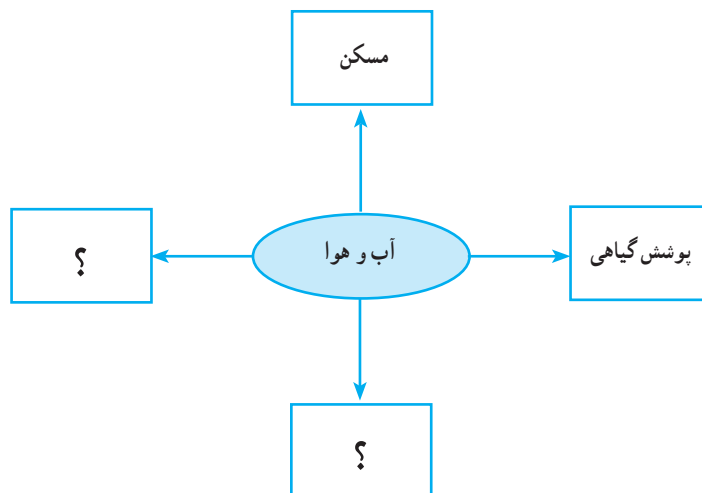 مسکن
پوشش گیاهی
آب و هوا
؟
؟